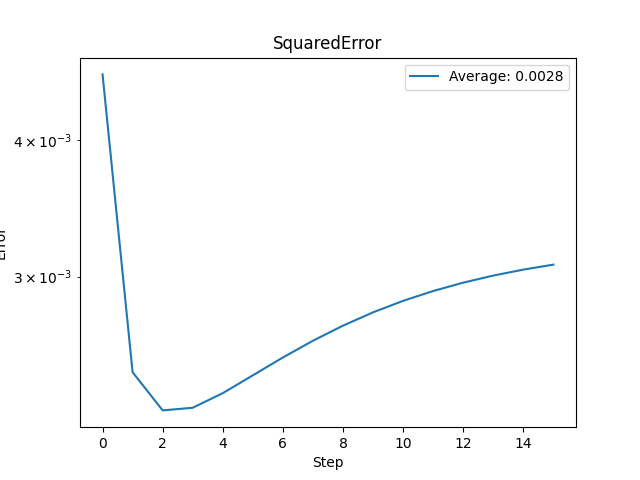 SquaredError
Average: 0.0028
4 × 10⁻³
3 × 10⁻³
Error
0 2 4 6 8 10 12 14
Step